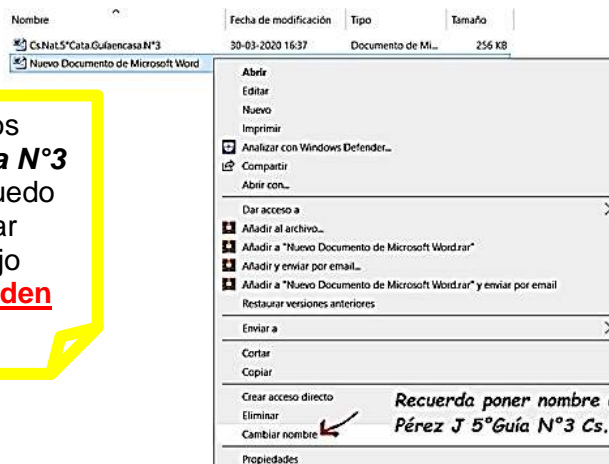 Nombre Fecha de modificación Tipo Tamaño
Cs.Nat.5°Cata.Guíaencasa.N°3 30-03-2020 16:37 Documento de Mi... 256 KB
Nuevo Documento de Microsoft Word
os
a N°3
uedo
ar
jo
den
Abrir
Editar
Nuevo
Imprimir
Analizar con Windows Defender...
Compartir
Abrir con...
Dar acceso a
Añadir al archivo...
Añadir a "Nuevo Documento de Microsoft Word.rar"
Añadir y enviar por email...
Añadir a "Nuevo Documento de Microsoft Word.rar" y enviar por email
Restaurar versiones anteriores
Enviar a
Cortar
Copiar
Crear acceso directo
Eliminar
Cambiar nombre
Propiedades
Recuerda poner nombre
Pérez J 5°Guía N°3 Cs.